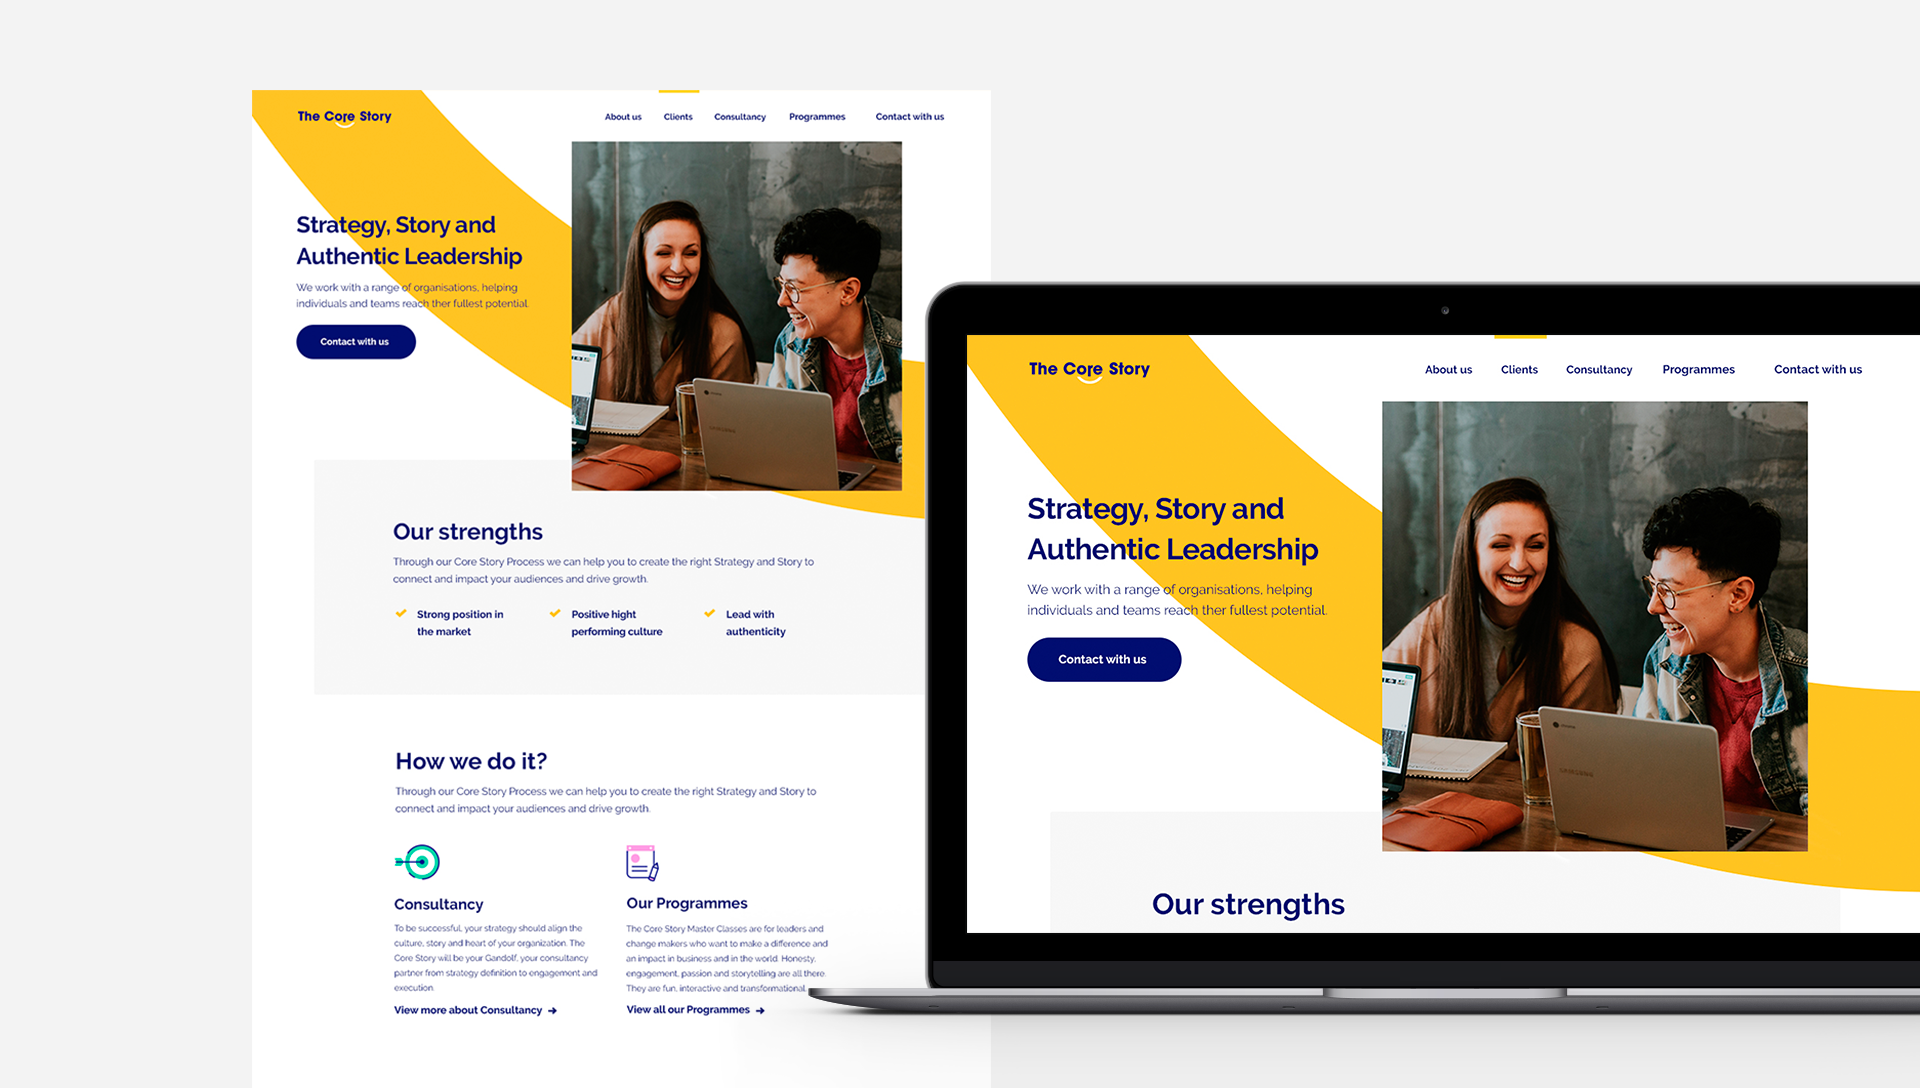 The Core Story
About us Clients Consultancy Programmes Contact with us
Strategy, Story and
Authentic Leadership
We work with a range of organisations, helping
individuals and teams reach ther fullest potential.
Contact with us
Our strengths
Through our Core Story Process we can help you to create the right Strategy and Story to
connect and impact your audiences and drive growth.
Strong position in
the market
Positive hight
performing culture
Lead with
authenticity
How we do it?
Through our Core Story Process we can help you to create the right Strategy and Story to
connect and impact your audiences and drive growth.
Consultancy
To be successful, your strategy should align the
culture, story and heart of your organization. The
Core Story will be your Gandolf, your consultancy
partner from strategy definition to engagement and
execution.
View more about Consultancy →
Our Programmes
The Core Story Master Classes are for leaders and
change makers who want to make a difference and
an impact in business and in the world. Honesty,
engagement, passion and storytelling are all there.
They are fun, interactive and transformational.
View all our Programmes →
The Core Story
About us Clients Consultancy Programmes Contact with us
Strategy, Story and
Authentic Leadership
We work with a range of organisations, helping
individuals and teams reach ther fullest potential.
Contact with us
SAMSUNG
Our strengths